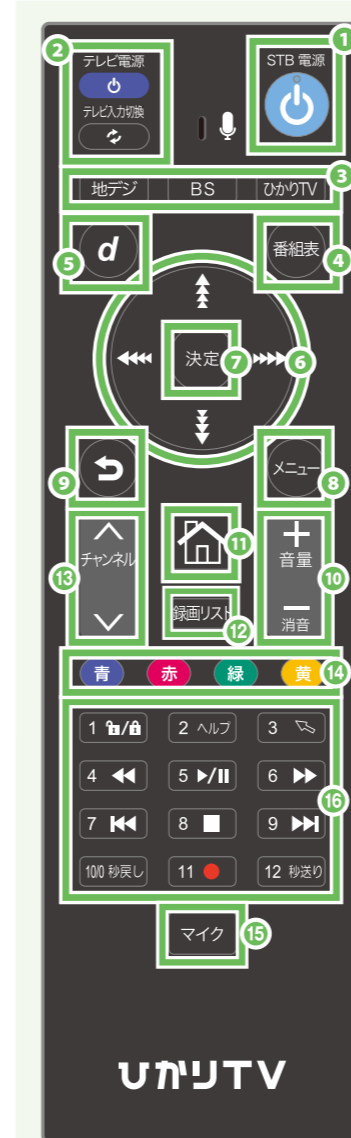 1
2
テレビ電源
STB 電源
テレビ入力切換
3
地デジ BS ひかりTV
5
d
番組表
4
決定
7
6
9
メニュー
8
チャンネル
13
11
音量
10
録画リスト
12
消音
青 赤 緑 黄
14
1
2 ヘルプ
3
4
5
6
16
7
8
9
10/0 秒戻し
11
12 秒送り
マイク
15
ひかりTV